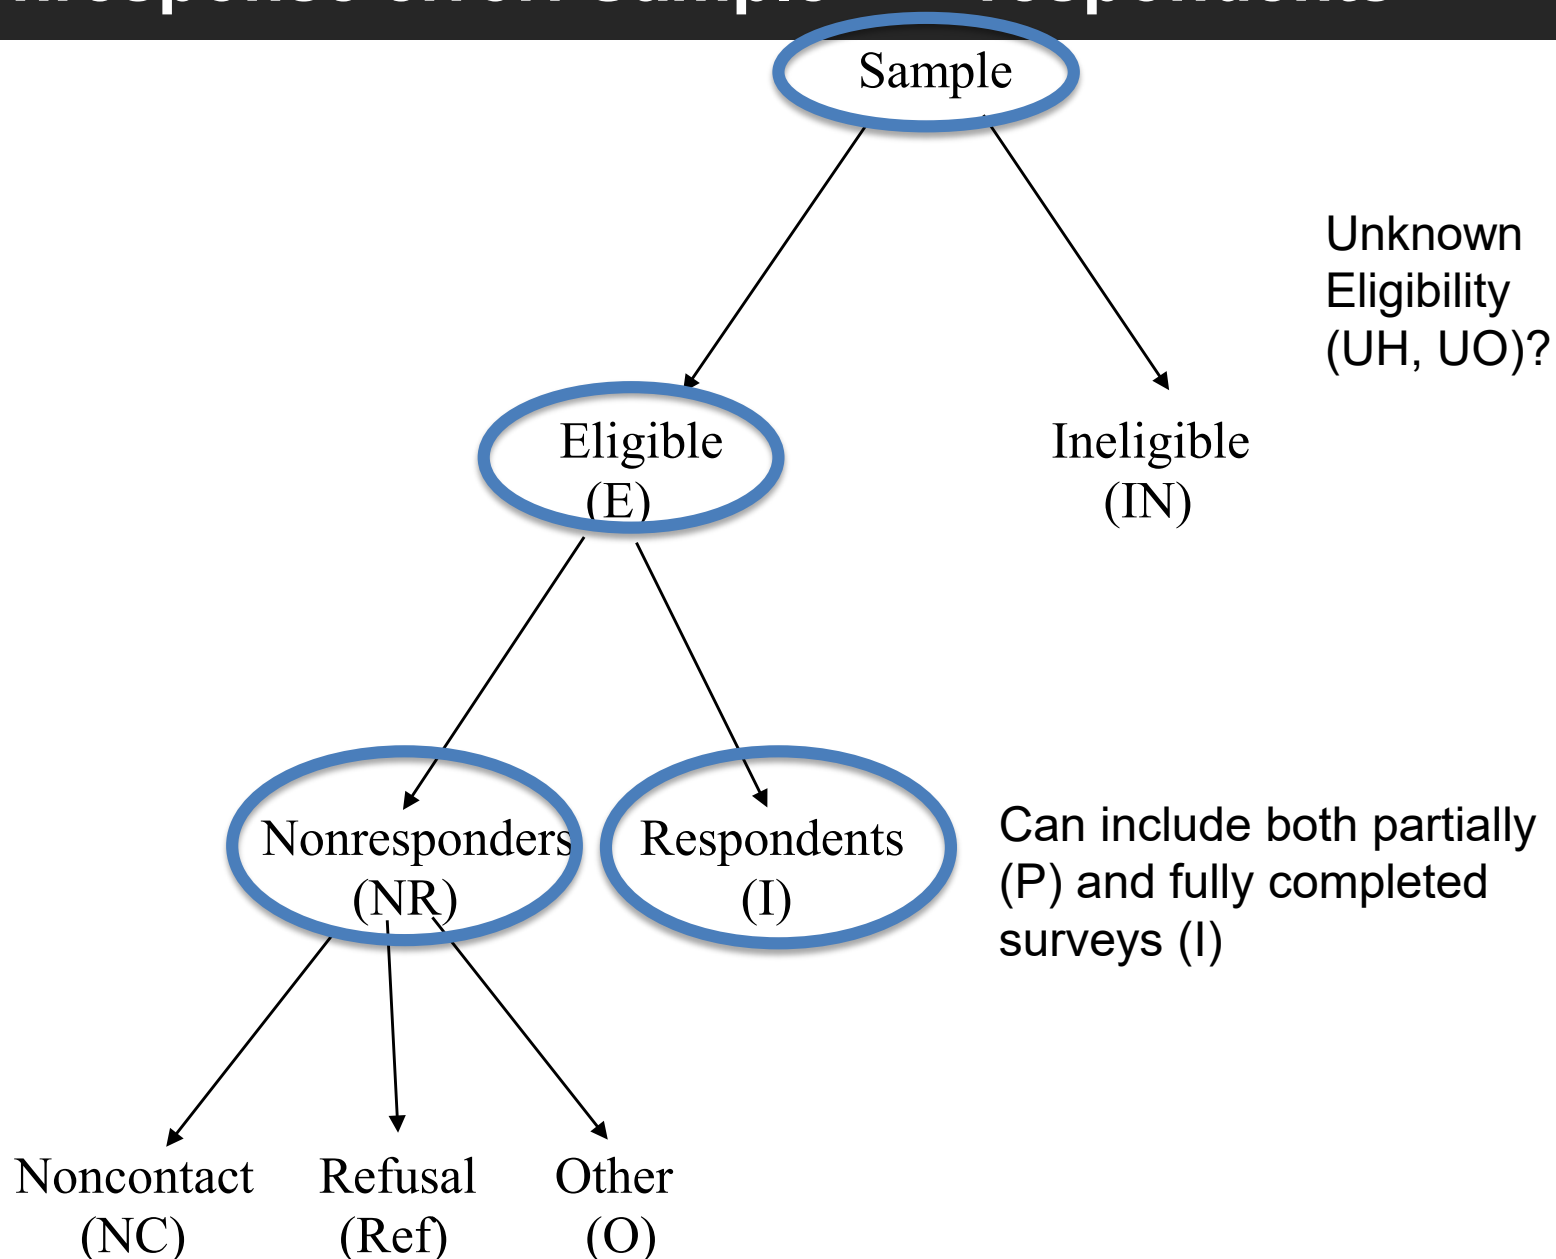 Sample
Unknown
Eligibility
(UH, UO)?
Eligible
(E)
Ineligible
(IN)
Nonresponders
(NR)
Respondents
(I)
Can include both partially
(P) and fully completed
surveys (I)
Noncontact
(NC)
Refusal
(Ref)
Other
(O)